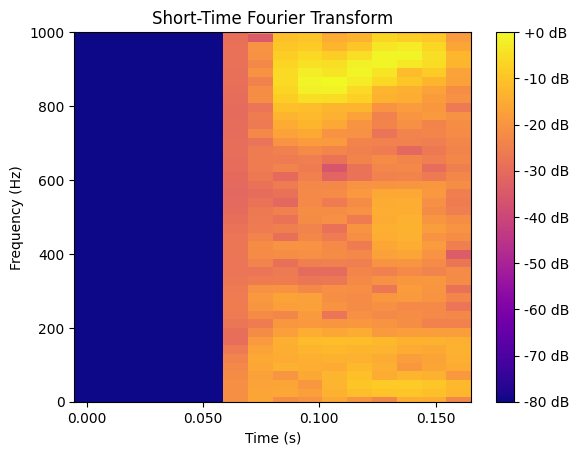 Short-Time Fourier Transform
1000
800
600
400
200
0
Frequency (Hz)
0.000
0.050
0.100
0.150
Time (s)
+0 dB
-10 dB
-20 dB
-30 dB
-40 dB
-50 dB
-60 dB
-70 dB
-80 dB